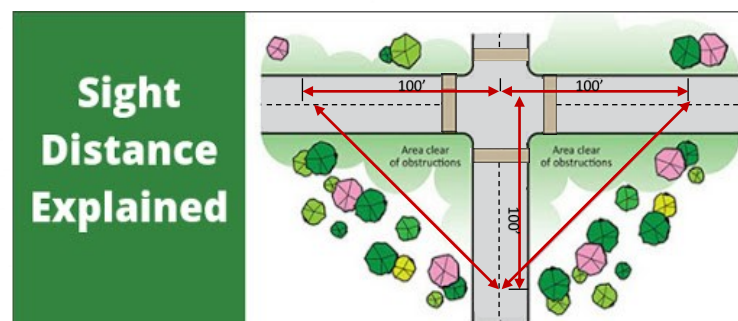 Sight
Distance
Explained
100'
100'
Area clear
of obstructions
Area clear
of obstructions
100'